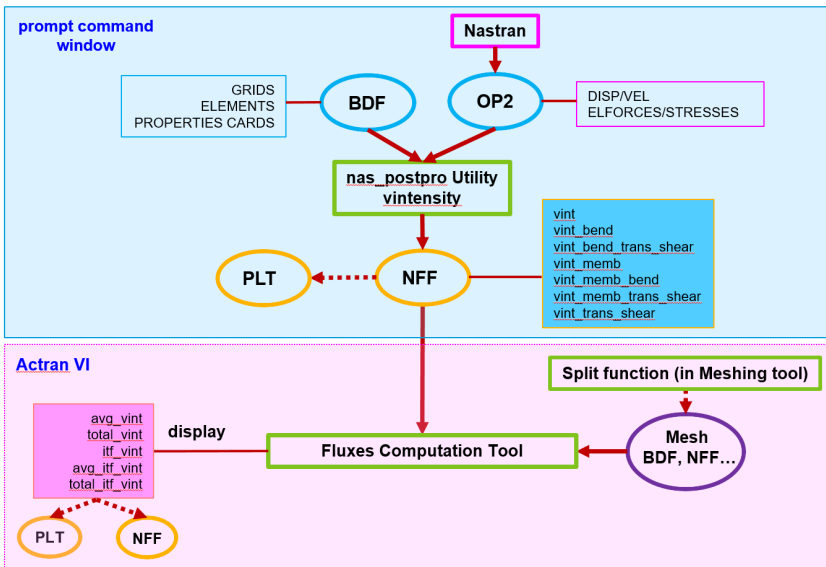 prompt command
window
Nastran
GRIDS
ELEMENTS
PROPERTIES CARDS
BDF
OP2
DISP/VEL
ELFORCES/STRESSES
nas_postpro Utility
vintensity
PLT
NFF
vint
vint_bend
vint_bend_trans_shear
vint_memb
vint_memb_bend
vint_memb_trans_shear
vint_trans_shear
Actran VI
Split function (in Meshing tool)
avg_vint
total_vint
itf_vint
avg_itf_vint
total_itf_vint
display
Fluxes Computation Tool
Mesh
BDF, NFF...
PLT
NFF